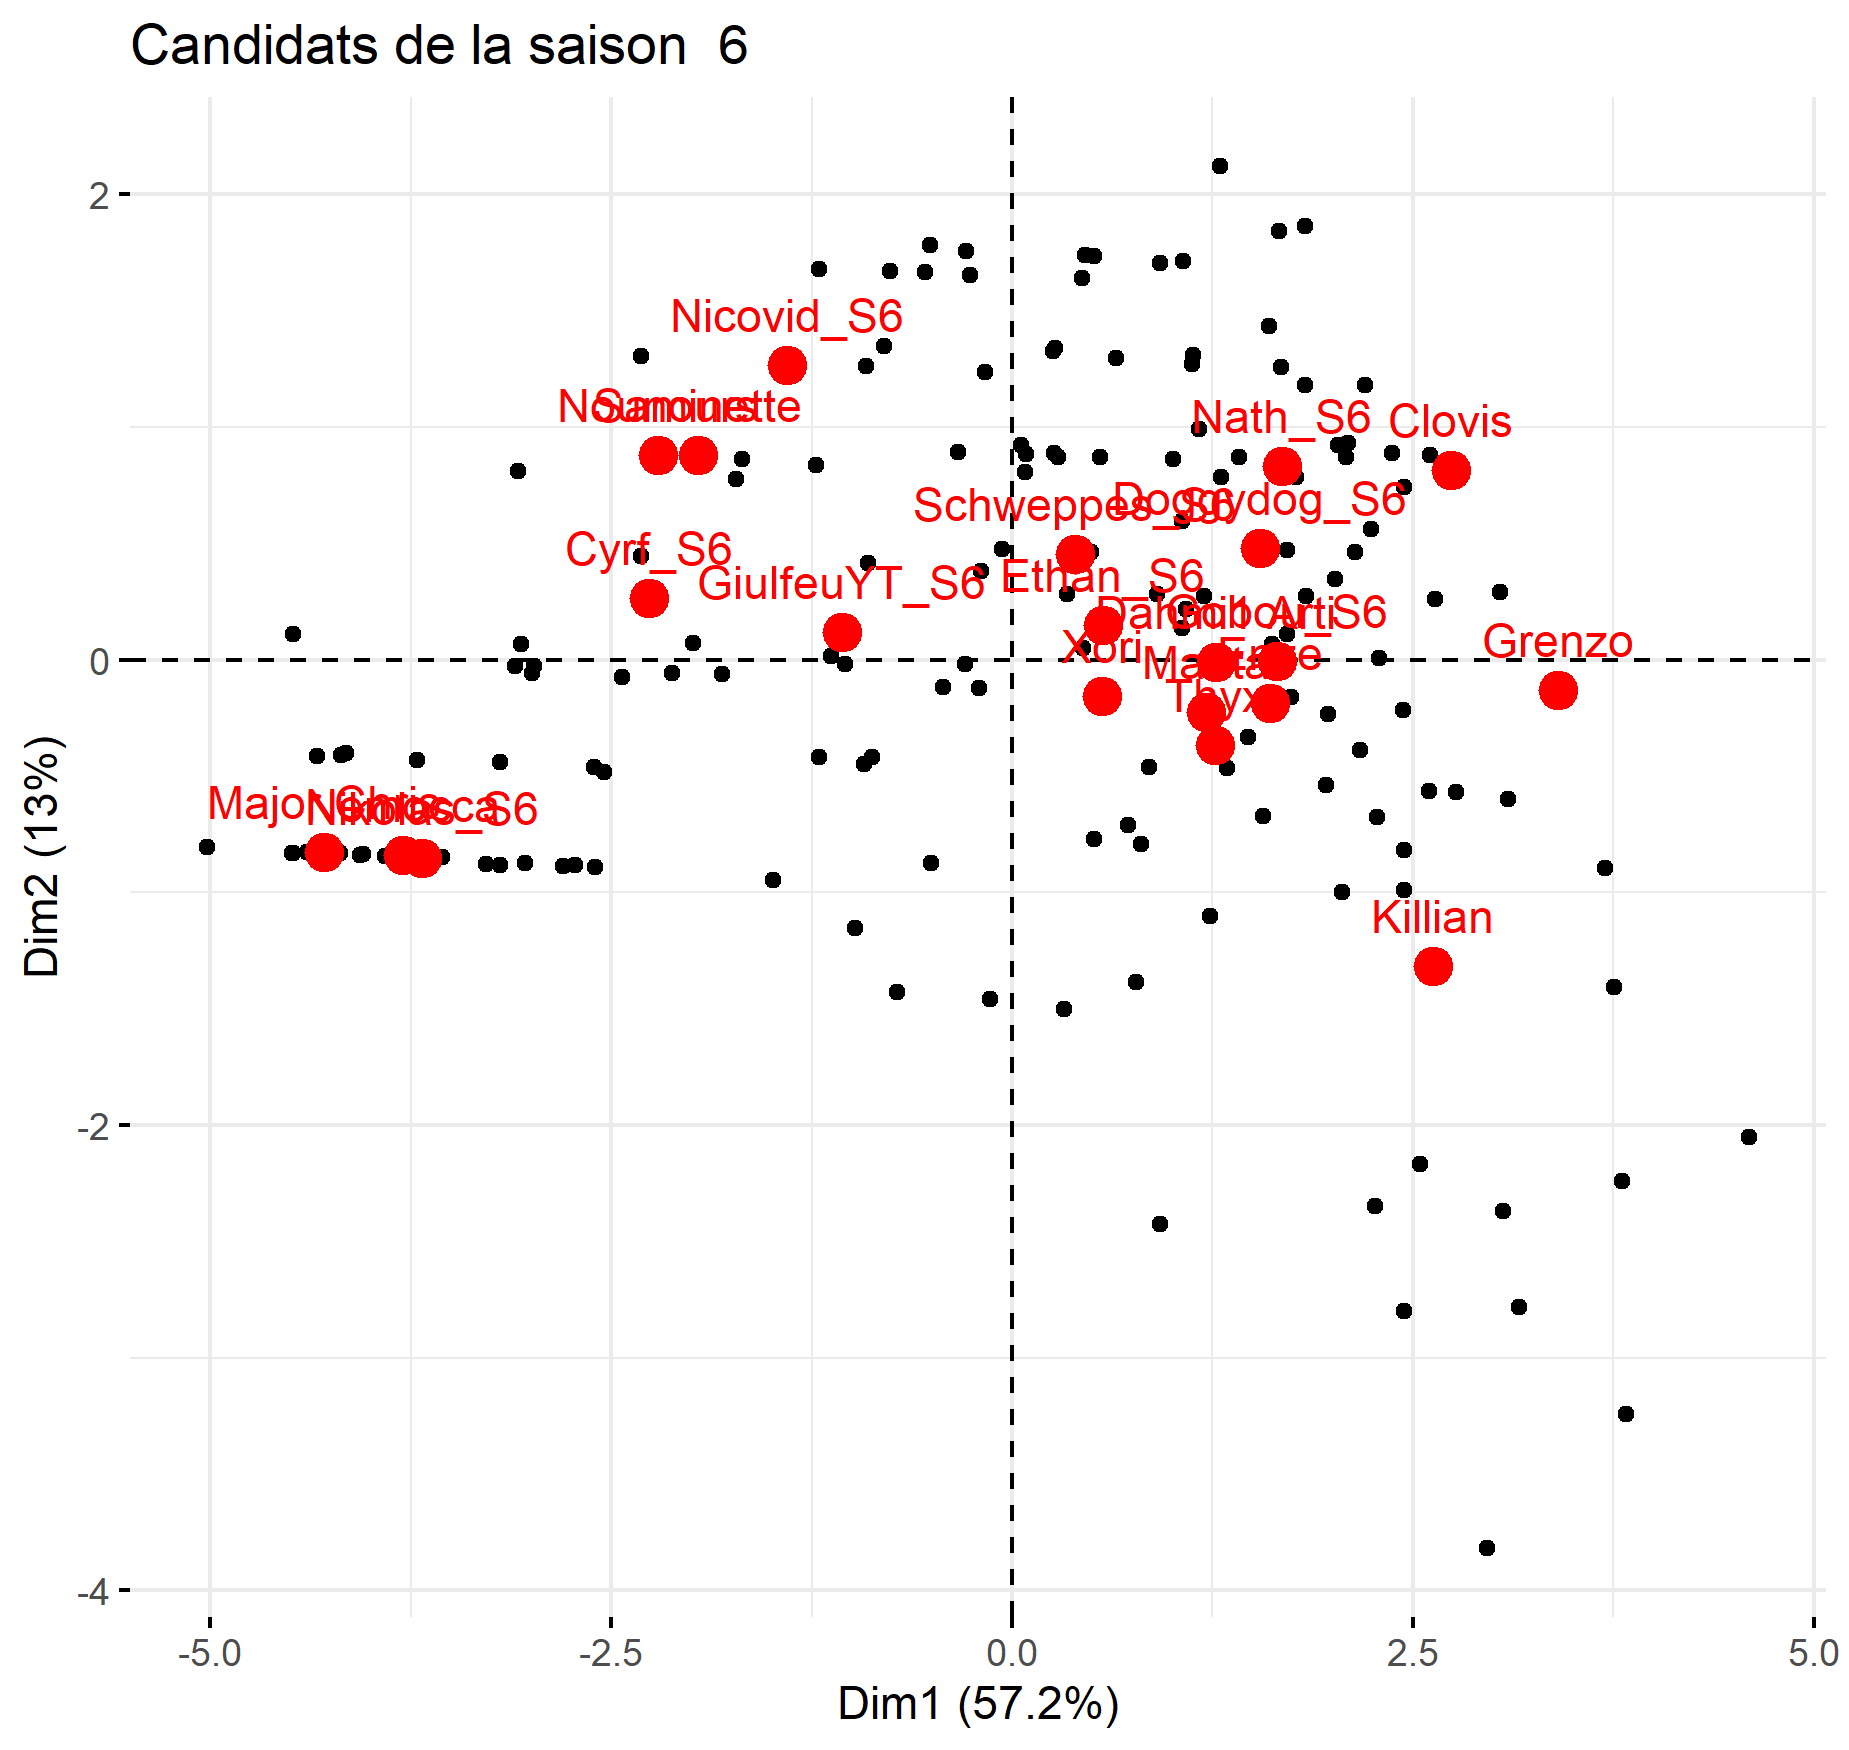 Candidats de la saison  6
2
0
-2
-4
Dim2 (13%)
Nicovid_S6
Nath_S6
Clovis
Schweppes_S6
Doggydog_S6
Cyrf_S6
GiulfeuYT_S6
Ethan_S6
Xori
Grenzo
Thyx
Killian
-5.0
-2.5
0.0
2.5
5.0
Dim1 (57.2%)